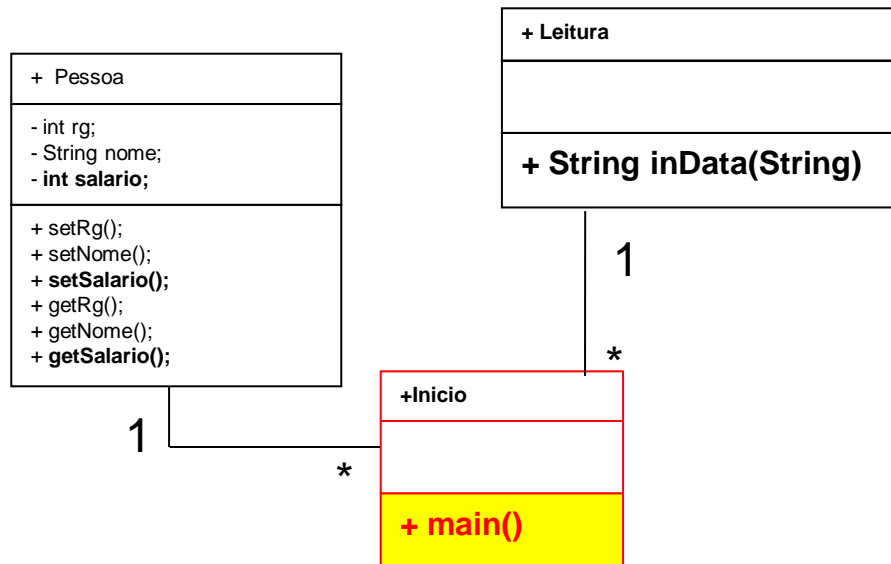 + Pessoa
- int rg;
- String nome;
- int salario;
+ setRg();
+ setNome();
+ setSalario();
+ getRg();
+ getNome();
+ getSalario();
+ Leitura
+ String inData(String)
1
*
1
*
+Inicio
+ main()